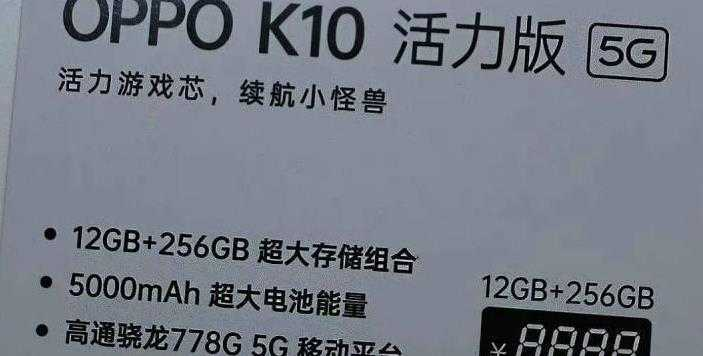 OPPO K10 活力版 5G
活力游戏芯，续航小怪兽
• 12GB+256GB 超大存储组合
• 5000mAh 超大电池能量
12GB+256GB
• 高通骁龙778G 5G 移动平台
¥ 8888